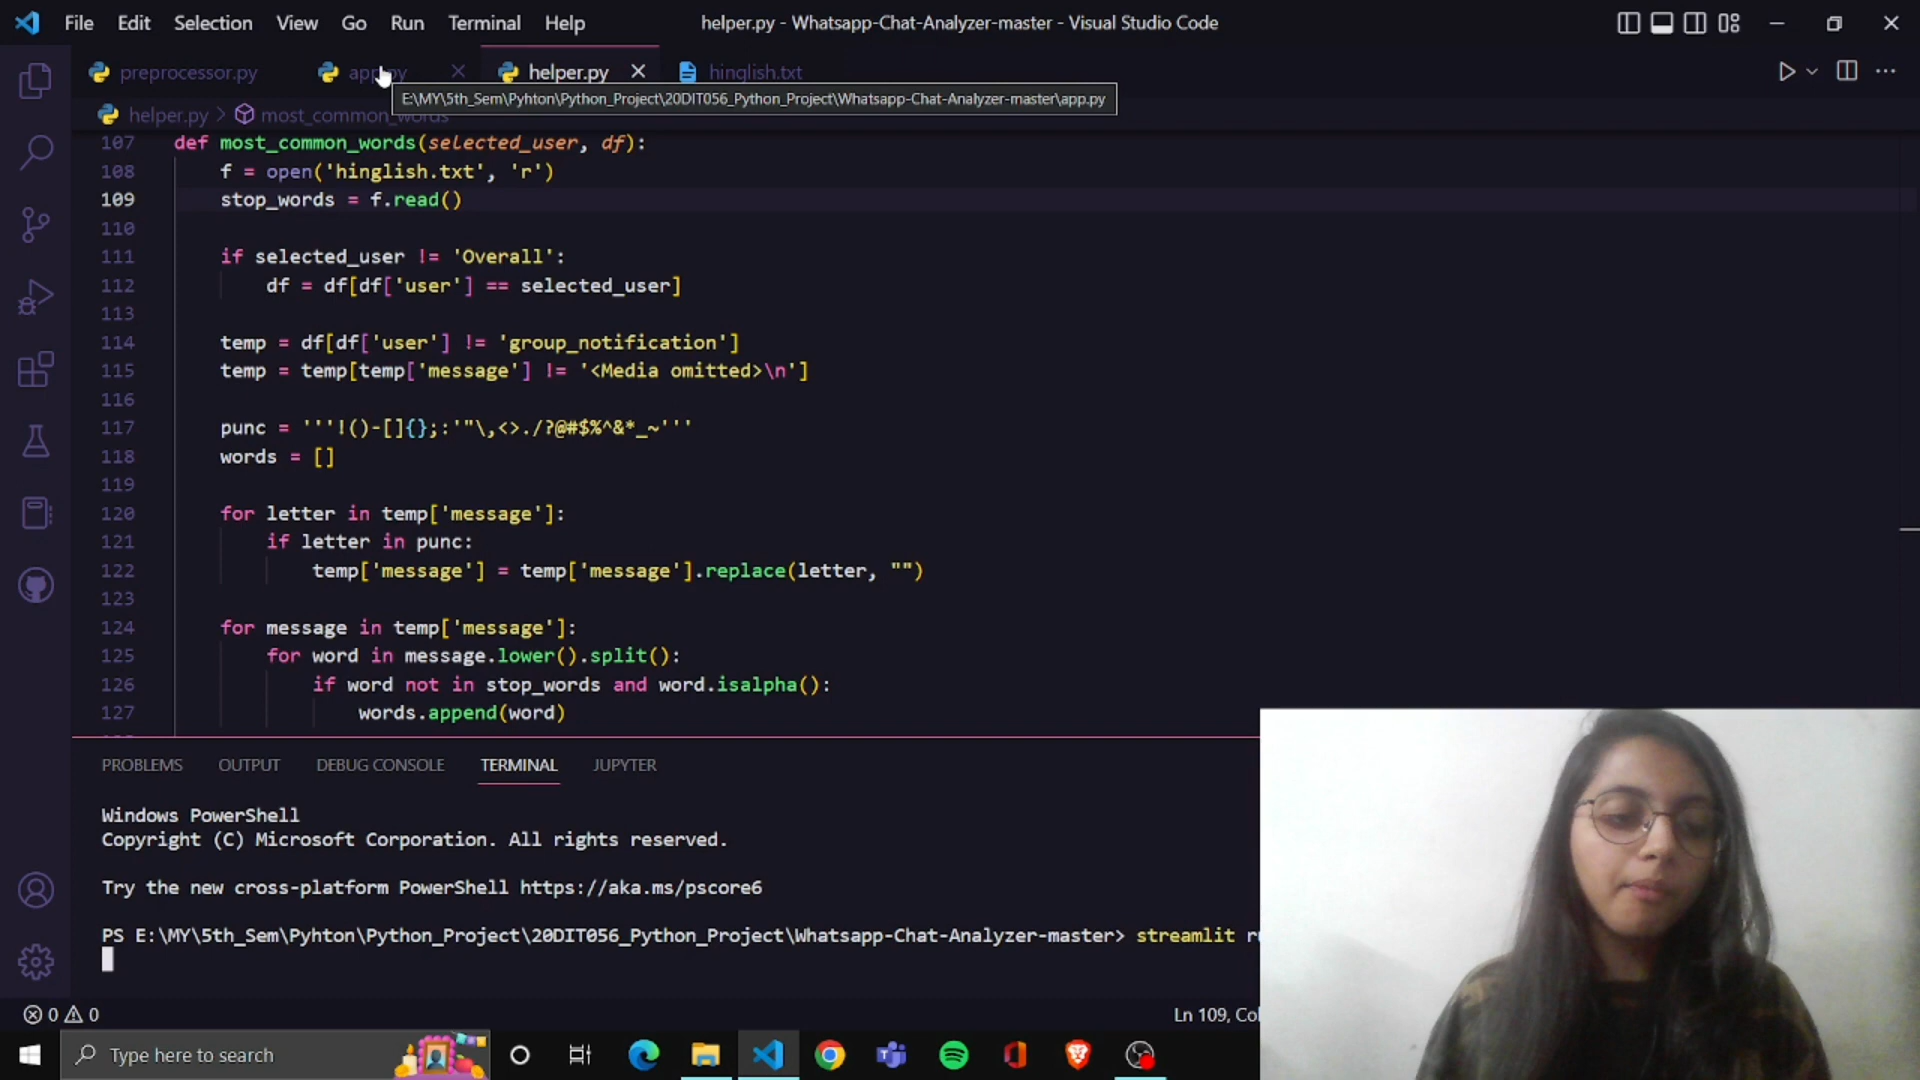 File Edit Selection View Go Run Terminal Help helper.py - Whatsapp-Chat-Analyzer-master - Visual Studio Code
preprocessor.py app.py helper.py hinglish.txt
E:\MY\5th_Sem\Pyhton\Python_Project\20DIT056_Python_Project\Whatsapp-Chat-Analyzer-master\app.py
helper.py > most_common_words
107 def most_common_words(selected_user, df):
108 f = open('hinglish.txt', 'r')
109 stop_words = f.read()
110
111 if selected_user != 'Overall':
112 df = df[df['user'] == selected_user]
113
114 temp = df[df['user'] != 'group_notification']
115 temp = temp[temp['message'] != '<Media omitted>\n']
116
117 punc = '''!()-[]{};:'"\,<>./?@#$%^&*_~'''
118 words = []
119
120 for letter in temp['message']:
121 if letter in punc:
122 temp['message'] = temp['message'].replace(letter, "")
123
124 for message in temp['message']:
125 for word in message.lower().split():
126 if word not in stop_words and word.isalpha():
127 words.append(word)
PROBLEMS OUTPUT DEBUG CONSOLE TERMINAL JUPYTER
Windows PowerShell
Copyright (C) Microsoft Corporation. All rights reserved.
Try the new cross-platform PowerShell https://aka.ms/pscore6
PS E:\MY\5th_Sem\Pyhton\Python_Project\20DIT056_Python_Project\Whatsapp-Chat-Analyzer-master> streamlit
0 0 Ln 109,
Type here to search